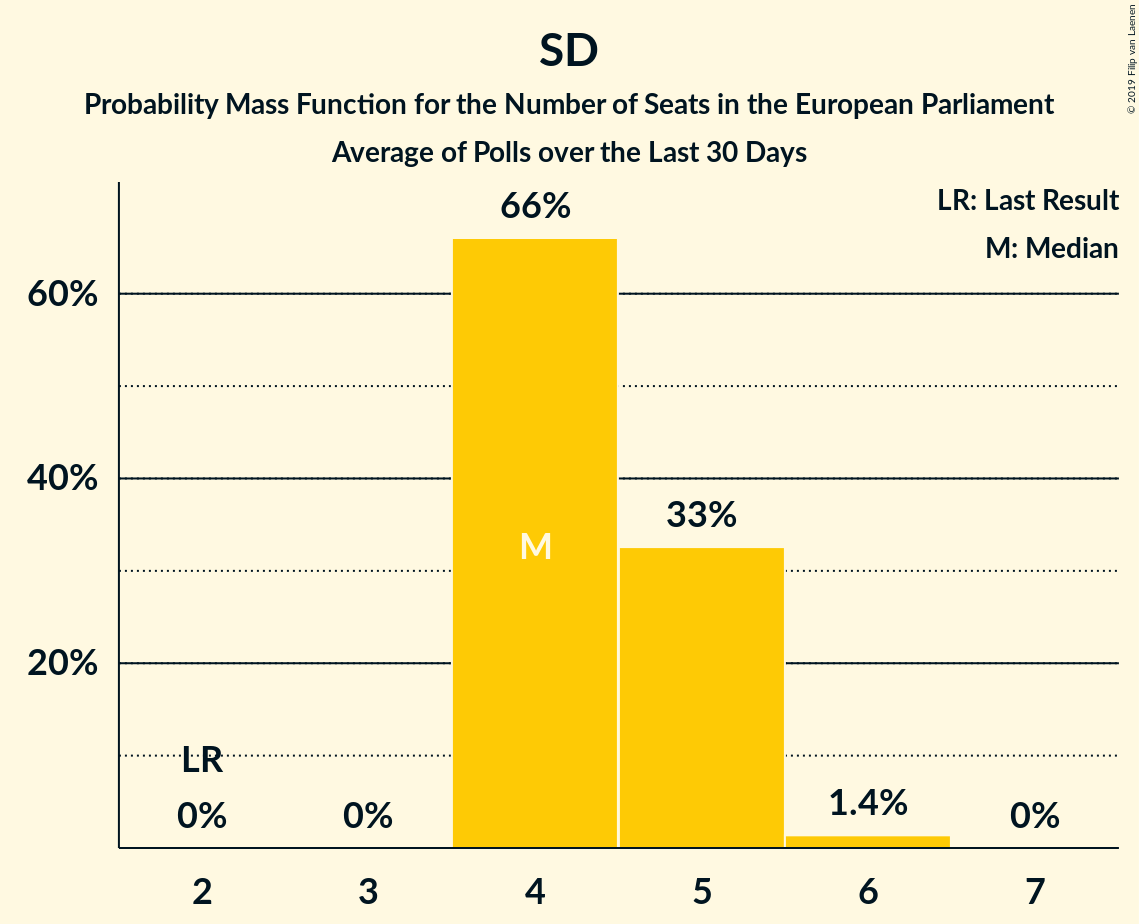 SD
Probability Mass Function for the Number of Seats in the European Parliament
Average of Polls over the Last 30 Days
© 2019 Filip van Laenen
LR: Last Result
M: Median
66%
60%
40%
33%
M
20%
LR
0%
0%
1.4%
0%
2 3 4 5 6 7